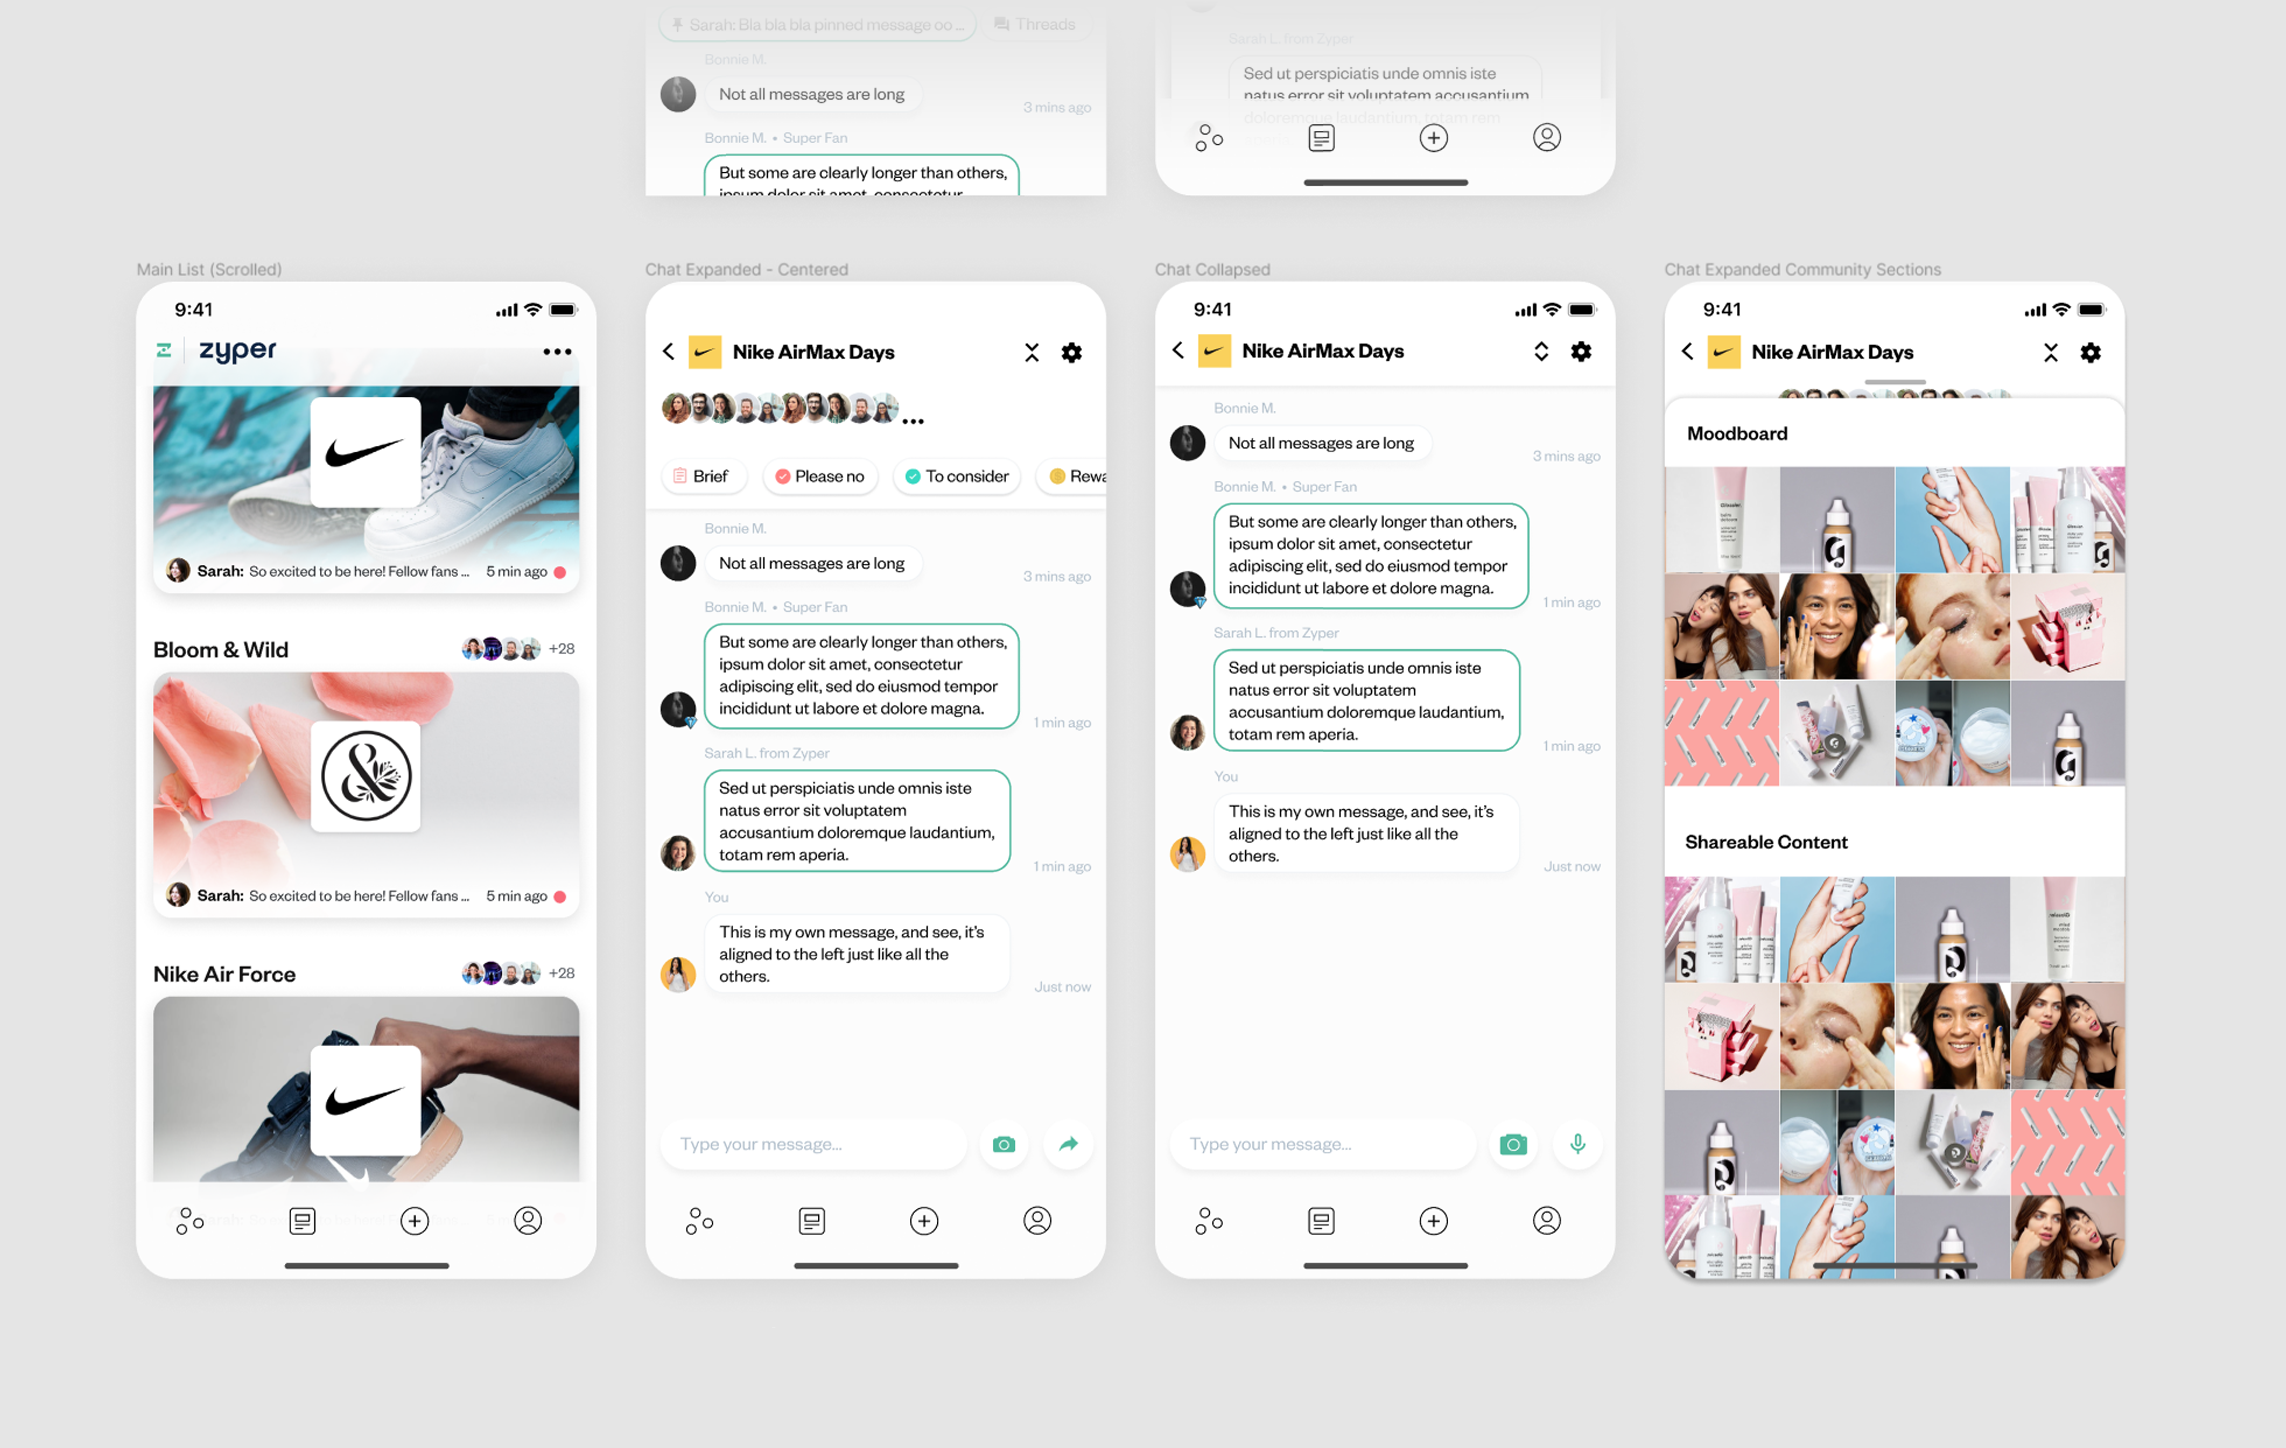 Sarah: Bla bla bla pinned message oo ...
Threads
Bonnie M.
Not all messages are long
3 mins ago
Bonnie M. • Super Fan
But some are clearly longer than others,
ipsum dolor sit amet, consectetur
Sarah L. from Zyper
Sed ut perspiciatis unde omnis iste
natus error sit voluptatem accusantium
doloremque laudantium, totam rem
Main List (Scrolled)
9:41
zyper
Sarah: So excited to be here! Fellow fans ...
5 min ago
Bloom & Wild
+28
&
Sarah: So excited to be here! Fellow fans ...
5 min ago
Nike Air Force
+28
Chat Expanded - Centered
Nike AirMax Days
...
Brief
Please no
To consider
Rewa
Bonnie M.
Not all messages are long
3 mins ago
Bonnie M. • Super Fan
But some are clearly longer than others,
ipsum dolor sit amet, consectetur
adipiscing elit, sed do eiusmod tempor
incididunt ut labore et dolore magna.
1 min ago
Sarah L. from Zyper
Sed ut perspiciatis unde omnis iste
natus error sit voluptatem
accusantium doloremque laudantium,
totam rem aperia.
1 min ago
You
This is my own message, and see, it's
aligned to the left just like all the
others.
Just now
Type your message...
Chat Collapsed
9:41
Nike AirMax Days
Bonnie M.
Not all messages are long
3 mins ago
Bonnie M. • Super Fan
But some are clearly longer than others,
ipsum dolor sit amet, consectetur
adipiscing elit, sed do eiusmod tempor
incididunt ut labore et dolore magna.
1 min ago
Sarah L. from Zyper
Sed ut perspiciatis unde omnis iste
natus error sit voluptatem
accusantium doloremque laudantium,
totam rem aperia.
1 min ago
You
This is my own message, and see, it's
aligned to the left just like all the
others.
Just now
Type your message...
Chat Expanded Community Sections
9:41
Nike AirMax Days
Moodboard
Glossier.
Shareable Content